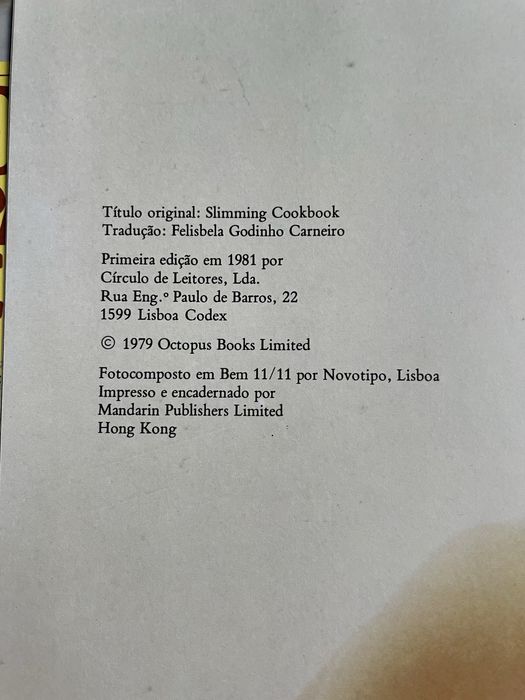 Título original: Slimming Cookbook
Tradução: Felisbela Godinho Carneiro
Primeira edição em 1981 por
Círculo de Leitores, Lda.
Rua Eng.º Paulo de Barros, 22
1599 Lisboa Codex
© 1979 Octopus Books Limited
Fotocomposto em Bem 11/11 por Novotipo, Lisboa
Impresso e encadernado por
Mandarin Publishers Limited
Hong Kong